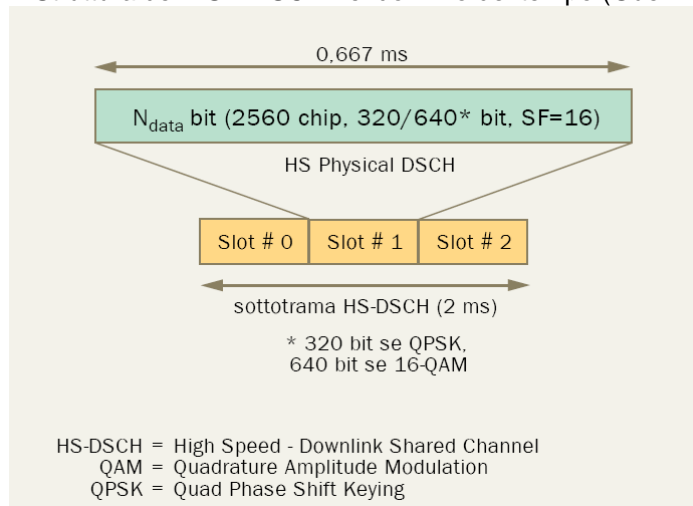 0,667 ms
Ndata bit (2560 chip, 320/640* bit, SF=16)
HS Physical DSCH
Slot # 0 Slot # 1 Slot # 2
sottotrama HS-DSCH (2 ms)
* 320 bit se QPSK,
640 bit se 16-QAM
HS-DSCH = High Speed - Downlink Shared Channel
QAM = Quadrature Amplitude Modulation
QPSK = Quad Phase Shift Keying